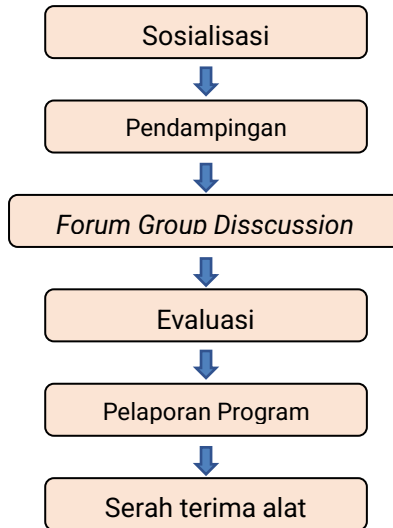 Sosialisasi
Pendampingan
Forum Group Disscussion
Evaluasi
Pelaporan Program
Serah terima alat